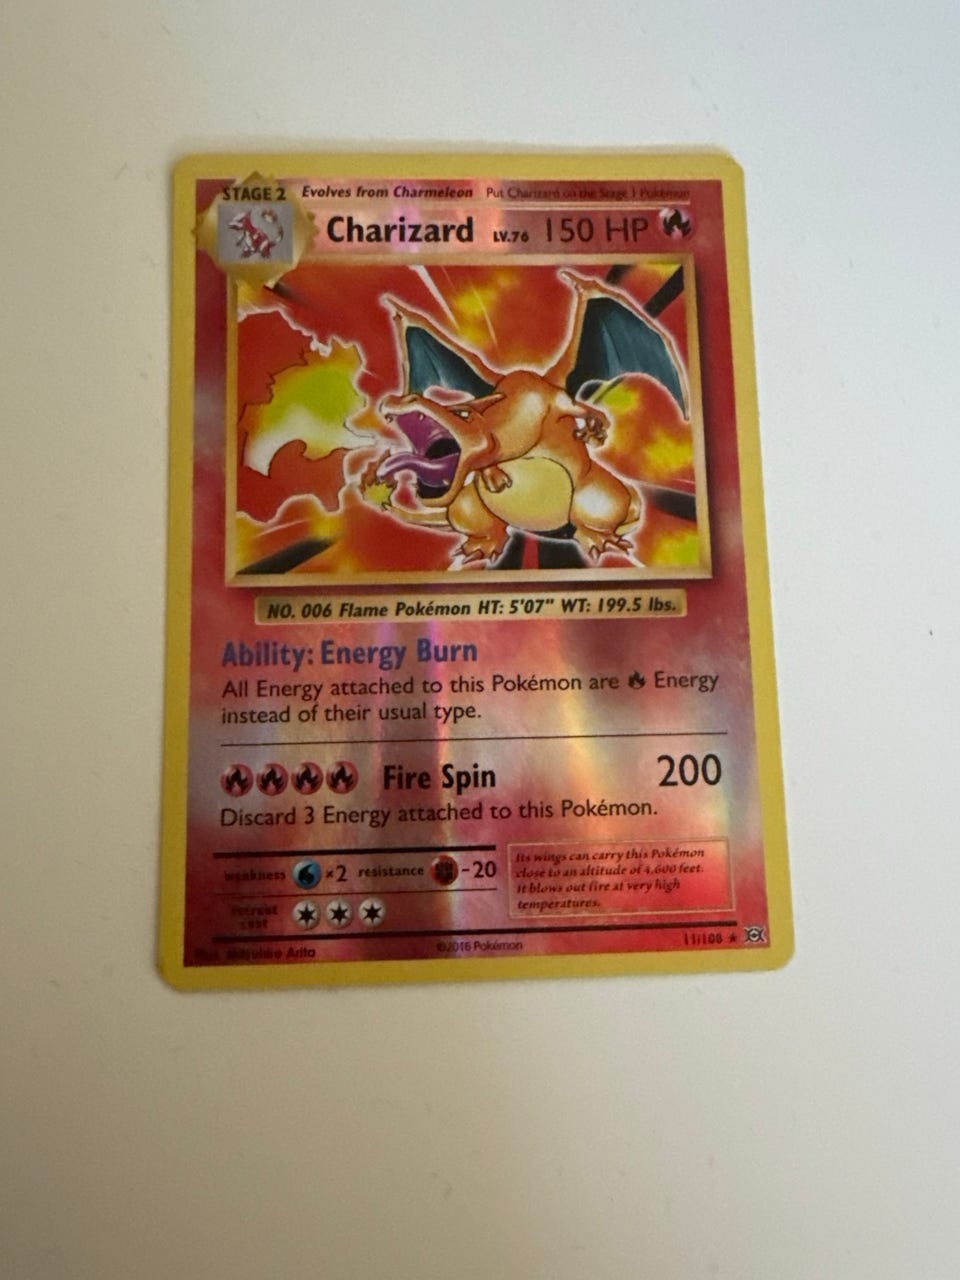 STAGE 2 Evolves from Charmeleon Put Charizard on the Stage 1 Pokémon
Charizard LV.76 150 HP
NO. 006 Flame Pokémon HT: 5'07" WT: 199.5 lbs.
Ability: Energy Burn
All Energy attached to this Pokémon are Energy
instead of their usual type.
Fire Spin 200
Discard 3 Energy attached to this Pokémon.
weakness ×2 resistance -20
retreat
cost
Its wings can carry this Pokémon
close to an altitude of 4,600 feet.
It blows out fire at very high
temperatures.
Illus. Mitsuhiro Arita ©2016 Pokémon 11/108 ★